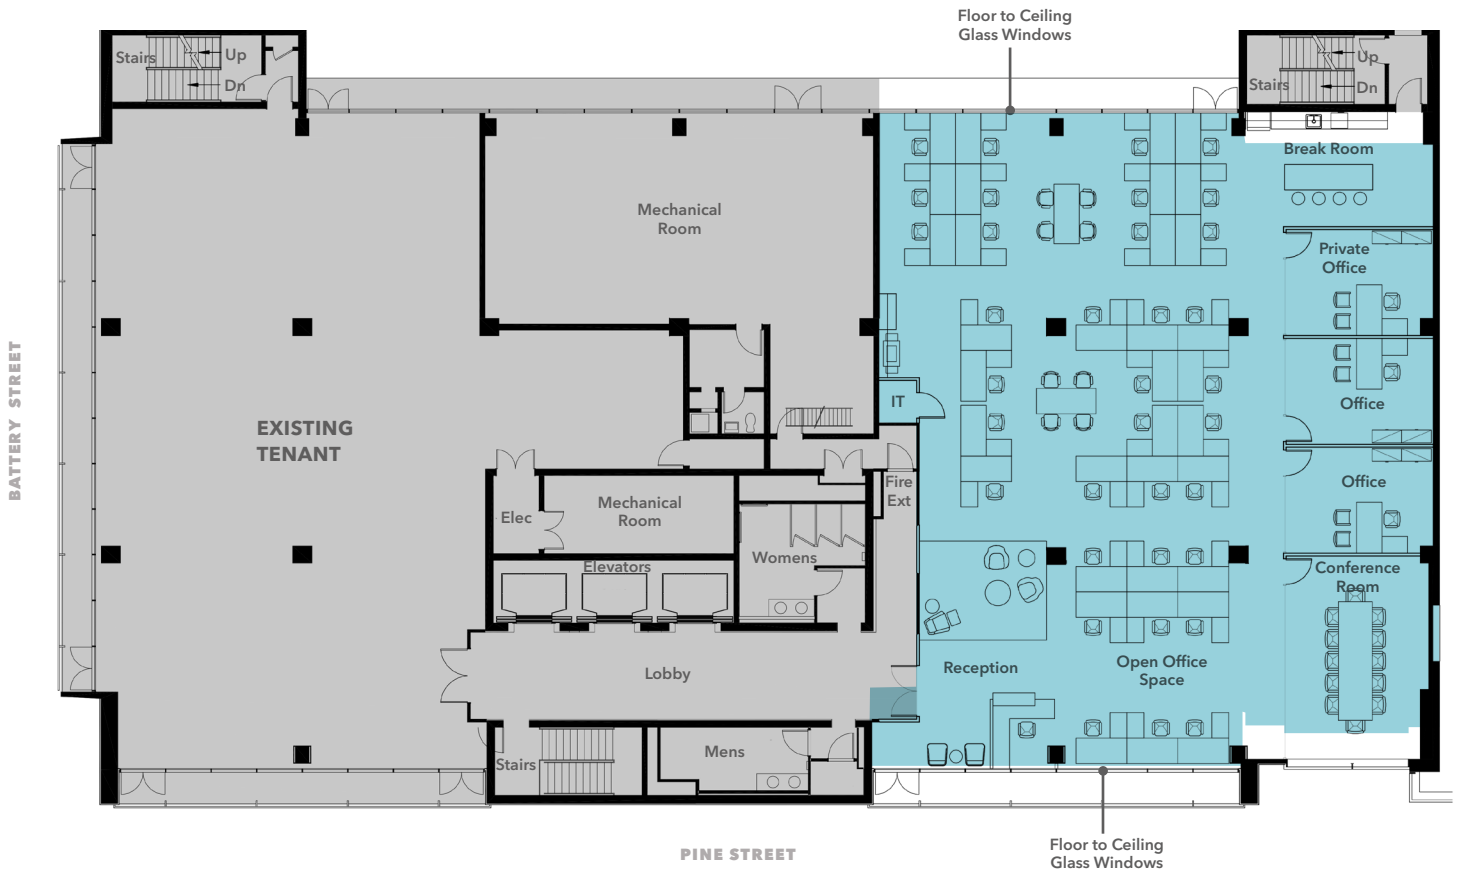 Floor to Ceiling
Glass Windows
Stairs
Up
Dn
Up
Stairs
Dn
Break Room
Mechanical
Room
Private
Office
BATTERY STREET
EXISTING
TENANT
IT
Office
Office
Fire
Ext
Mechanical
Room
Elec
Womens
Elevators
Conference
Room
Lobby
Reception
Open Office
Space
Mens
Stairs
Floor to Ceiling
Glass Windows
PINE STREET